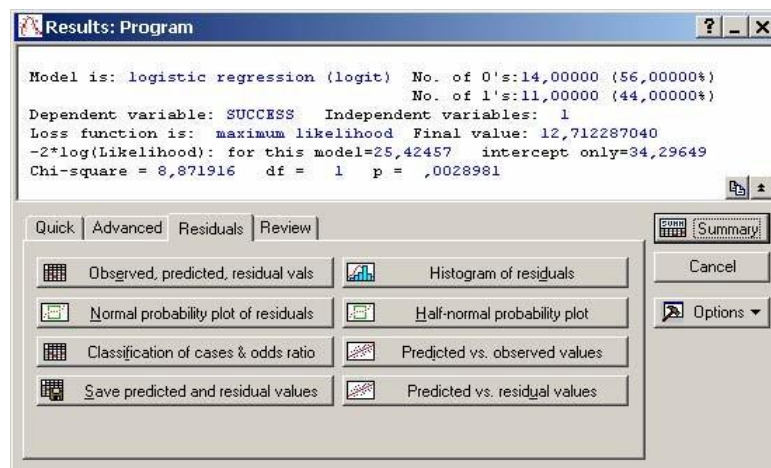 Results: Program
Model is: logistic regression (logit) No. of 0's:14,00000 (56,00000%)
No. of 1's:11,00000 (44,00000%)
Dependent variable: SUCCESS Independent variables: 1
Loss function is: maximum likelihood Final value: 12,712287040
-2*log(Likelihood): for this model=25,42457 intercept only=34,29649
Chi-square = 8,871916 df = 1 p = ,0028981
Quick Advanced Residuals Review
Summary
Observed, predicted, residual vals
Histogram of residuals
Cancel
Normal probability plot of residuals
Half-normal probability plot
Options
Classification of cases & odds ratio
Predicted vs. observed values
Save predicted and residual values
Predicted vs. residual values